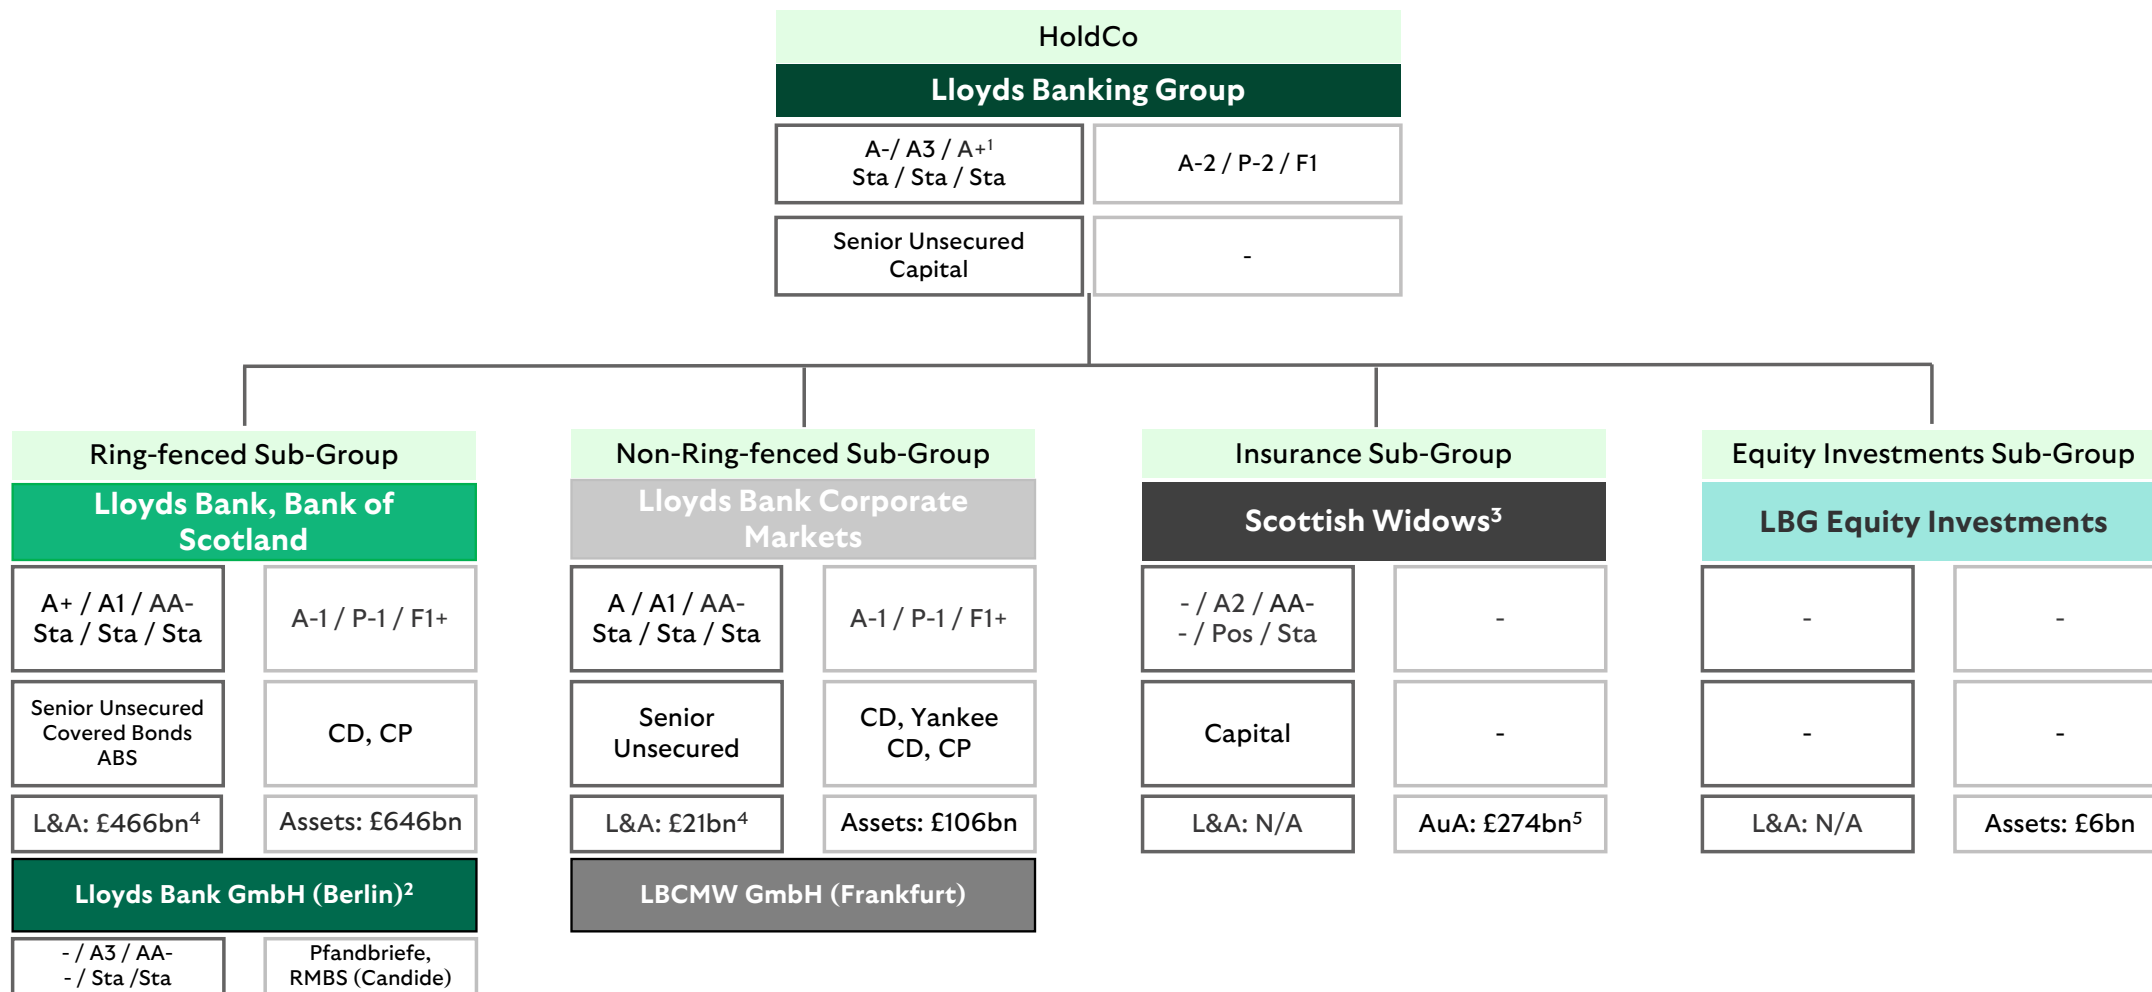 HoldCo
Lloyds Banking Group
A-/ A3 / A+¹
Sta / Sta / Sta
A-2 / P-2 / F1
Senior Unsecured
Capital
-
Ring-fenced Sub-Group
Lloyds Bank, Bank of
Scotland
A+ / A1 / AA-
Sta / Sta / Sta
A-1 / P-1 / F1+
Senior Unsecured
Covered Bonds
ABS
CD, CP
L&A: £466bn⁴
Assets: £646bn
Lloyds Bank GmbH (Berlin)²
- / A3 / AA-
- / Sta /Sta
Pfandbriefe,
RMBS (Candide)
Non-Ring-fenced Sub-Group
Lloyds Bank Corporate
Markets
A / A1 / AA-
Sta / Sta / Sta
A-1 / P-1 / F1+
Senior
Unsecured
CD, Yankee
CD, CP
L&A: £21bn⁴
Assets: £106bn
LBCMW GmbH (Frankfurt)
Insurance Sub-Group
Scottish Widows³
- / A2 / AA-
- / Pos / Sta
-
Capital
-
L&A: N/A
AuA: £274bn⁵
Equity Investments Sub-Group
LBG Equity Investments
-
-
-
-
L&A: N/A
Assets: £6bn